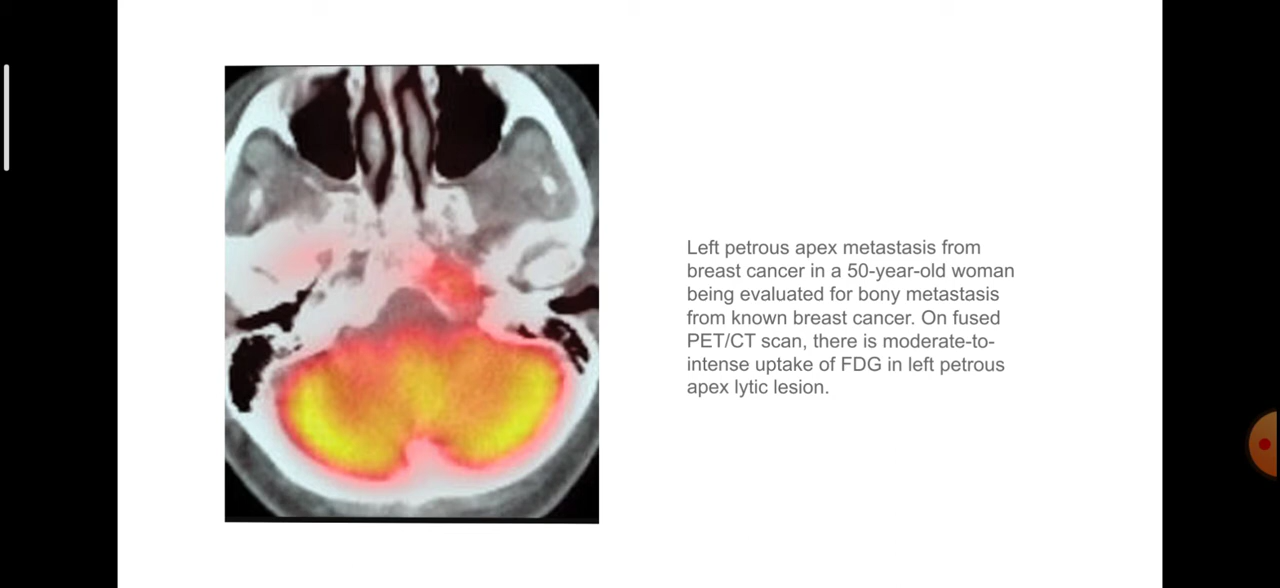 Left petrous apex metastasis from
breast cancer in a 50-year-old woman
being evaluated for bony metastasis
from known breast cancer. On fused
PET/CT scan, there is moderate-to-
intense uptake of FDG in left petrous
apex lytic lesion.